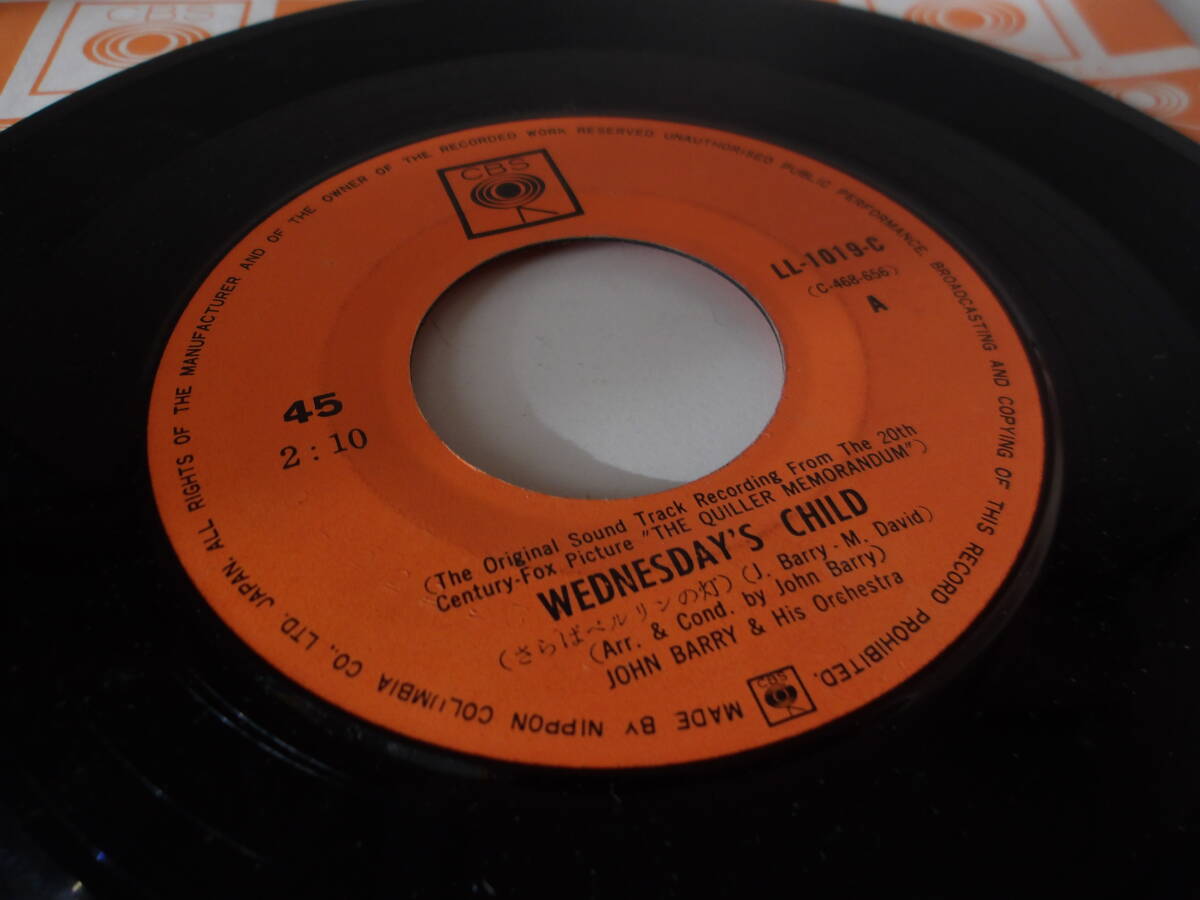 CBS
LL-1019-C
(C-468-656)
A
45
2:10
(The Original Sound Track Recording From The 20th
Century-Fox Picture "THE QUILLER MEMORANDUM")
WEDNESDAY'S CHILD
(さらばベルリンの灯) (J. Barry - M. David)
(Arr. & Cond. by John Barry)
JOHN BARRY & His Orchestra
MADE BY NIPPON COLUMBIA CO., LTD. JAPAN. ALL RIGHTS OF THE MANUFACTURER AND OF THE OWNER OF THE RECORDED WORK RESERVED UNAUTHORISED PUBLIC PERFORMANCE, BROADCASTING AND COPYING OF THIS RECORD PROHIBITED.
CBS
CBS